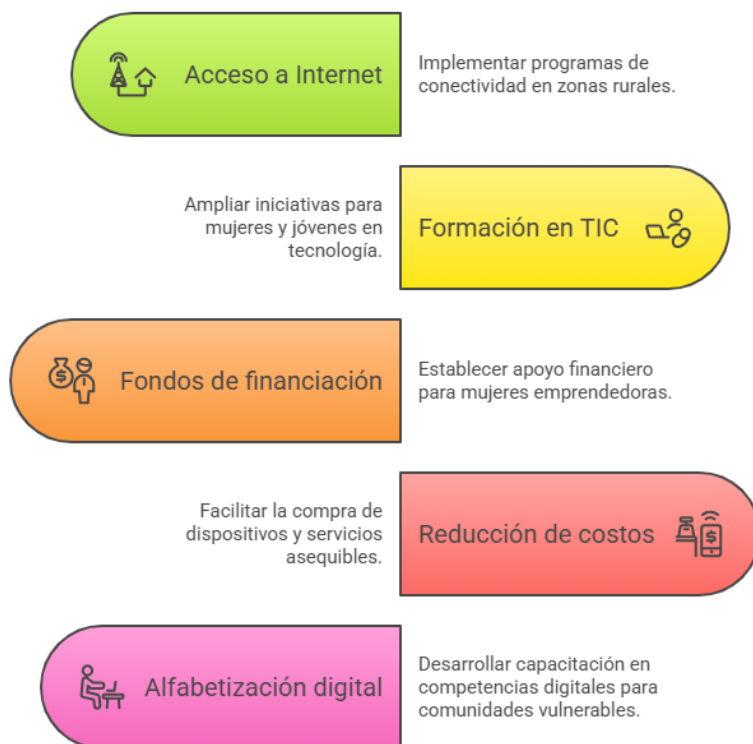 Acceso a Internet
Implementar programas de
conectividad en zonas rurales.
Ampliar iniciativas para
mujeres y jóvenes en
tecnología.
Formación en TIC
Fondos de financiación
Establecer apoyo financiero
para mujeres emprendedoras.
Facilitar la compra de
dispositivos y servicios
asequibles.
Reducción de costos
Alfabetización digital
Desarrollar capacitación en
competencias digitales para
comunidades vulnerables.